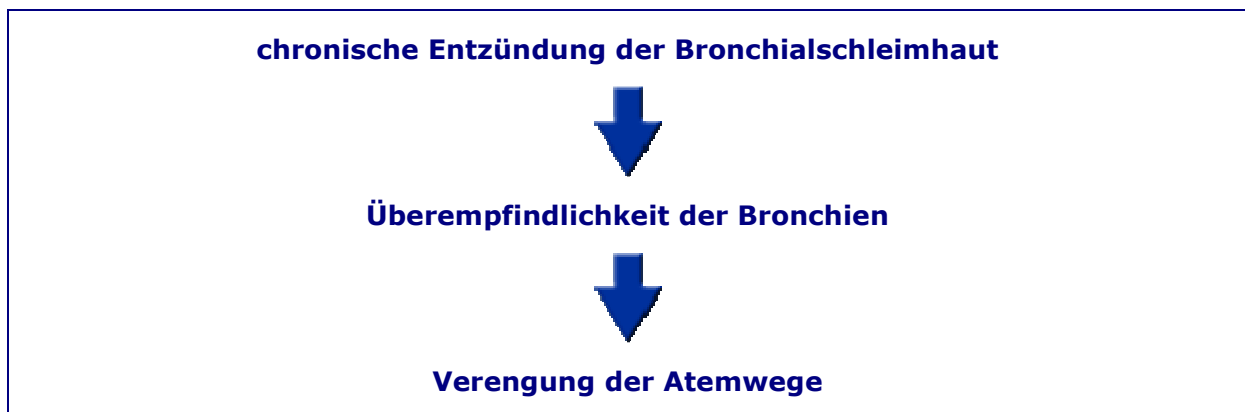 chronische Entzündung der Bronchialschleimhaut
Überempfindlichkeit der Bronchien
Verengung der Atemwege